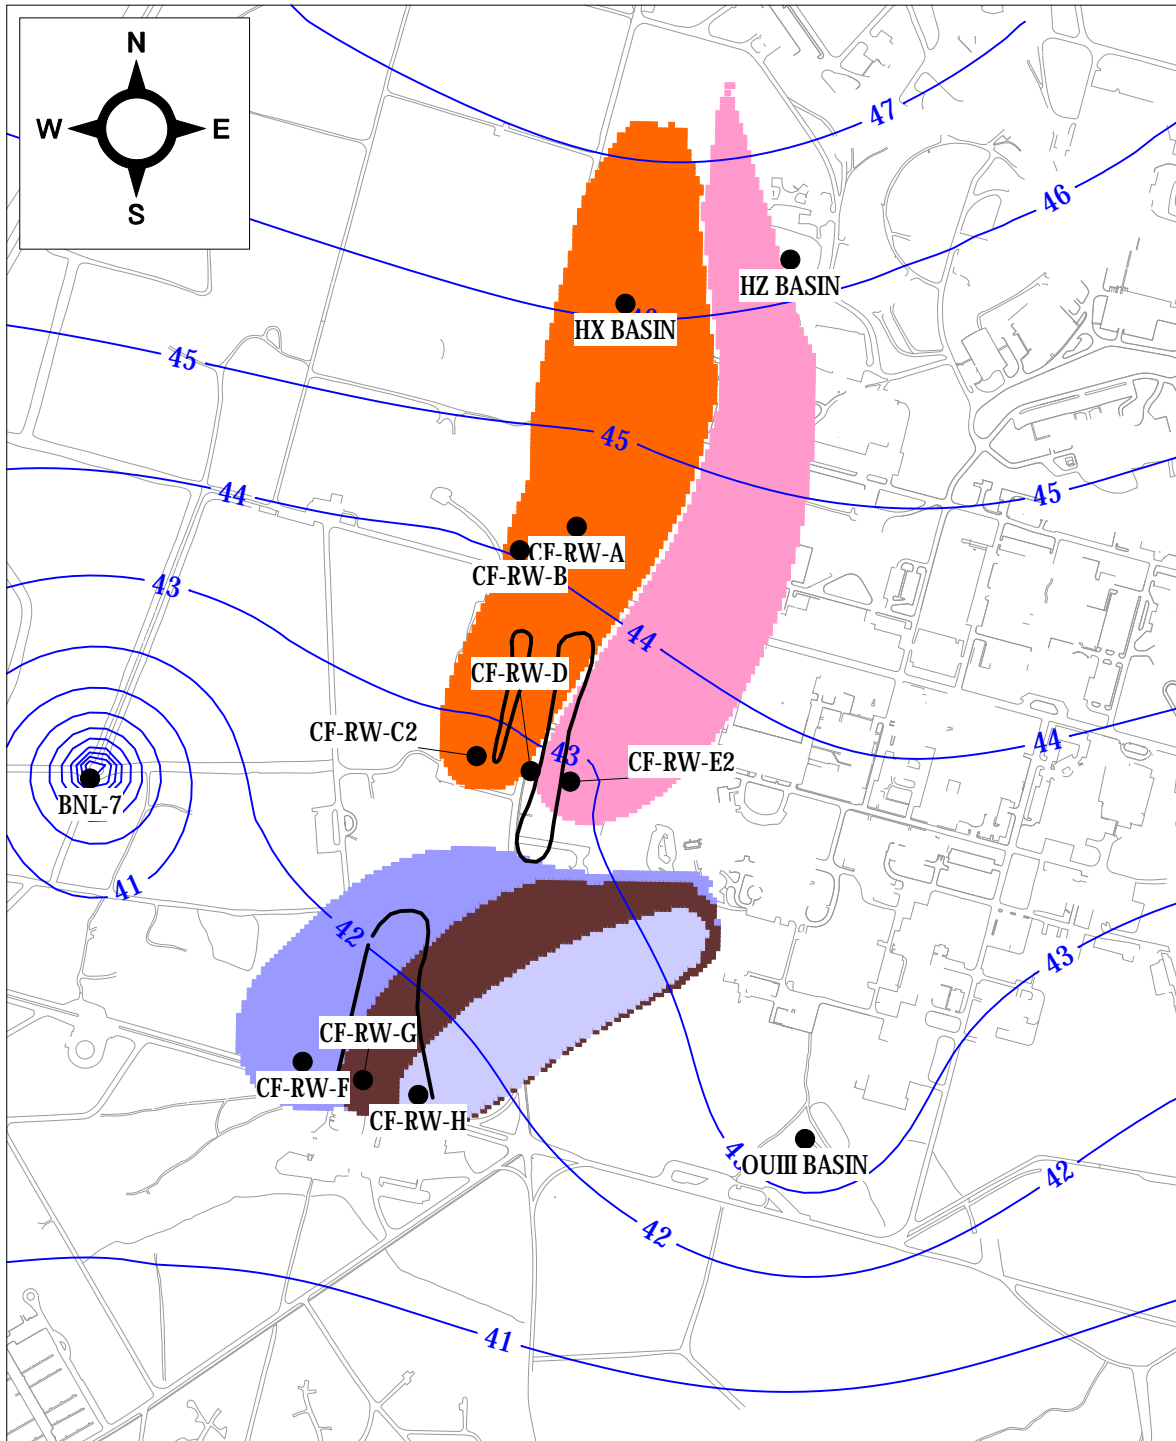 N
W E
S
47
46
HZ BASIN
HX BASIN
45
45
45
44
CF-RW-A
CF-RW-B
43
44
CF-RW-D
CF-RW-C2
43
CF-RW-E2
44
BNL-7
41
42
43
CF-RW-G
CF-RW-F
CF-RW-H
OUIII BASIN
42
42
41